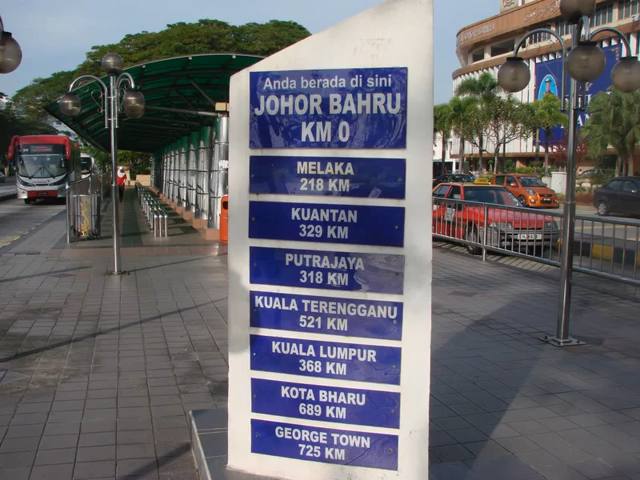 Anda berada di sini
JOHOR BAHRU
KM 0
MELAKA
218 KM
KUANTAN
329 KM
PUTRAJAYA
318 KM
KUALA TERENGGANU
521 KM
KUALA LUMPUR
368 KM
KOTA BHARU
689 KM
GEORGE TOWN
725 KM